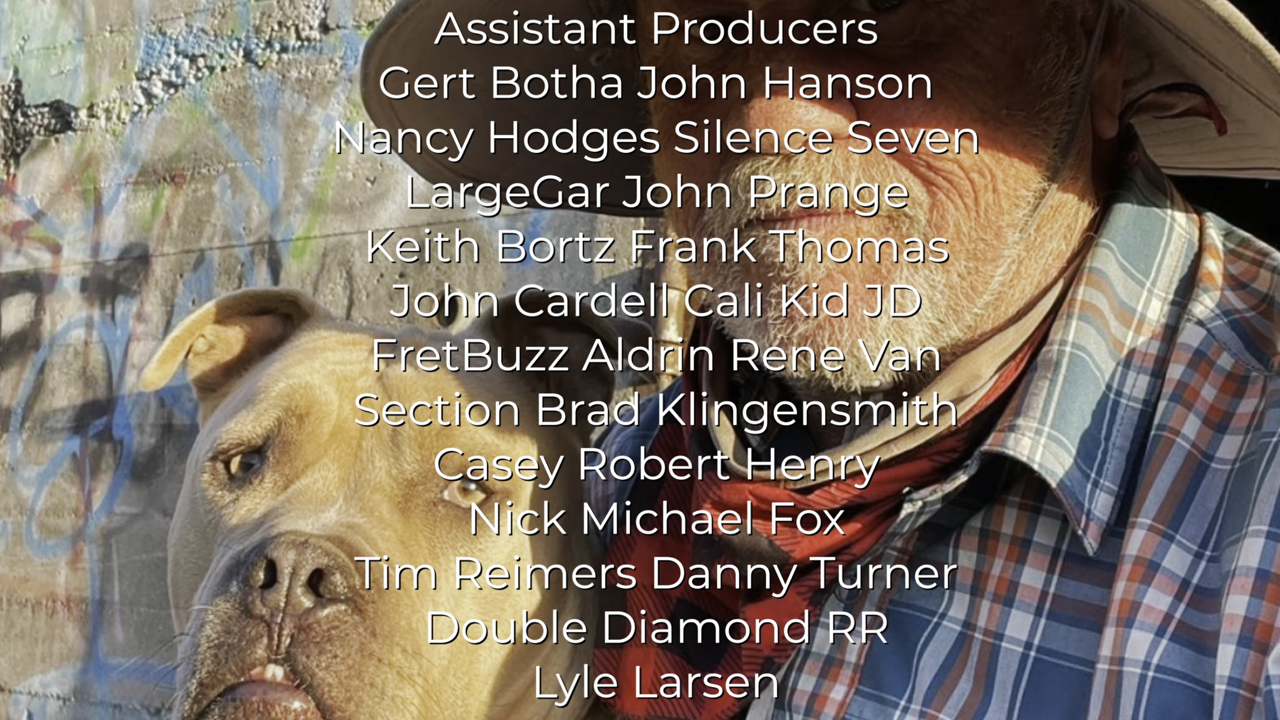 Assistant Producers
Gert Botha John Hanson
Nancy Hodges Silence Seven
LargeGar John Prange
Keith Bortz Frank Thomas
John Cardell Cali Kid JD
FretBuzz Aldrin Rene Van
Section Brad Klingensmith
Casey Robert Henry
Nick Michael Fox
Tim Reimers Danny Turner
Double Diamond RR
Lyle Larsen